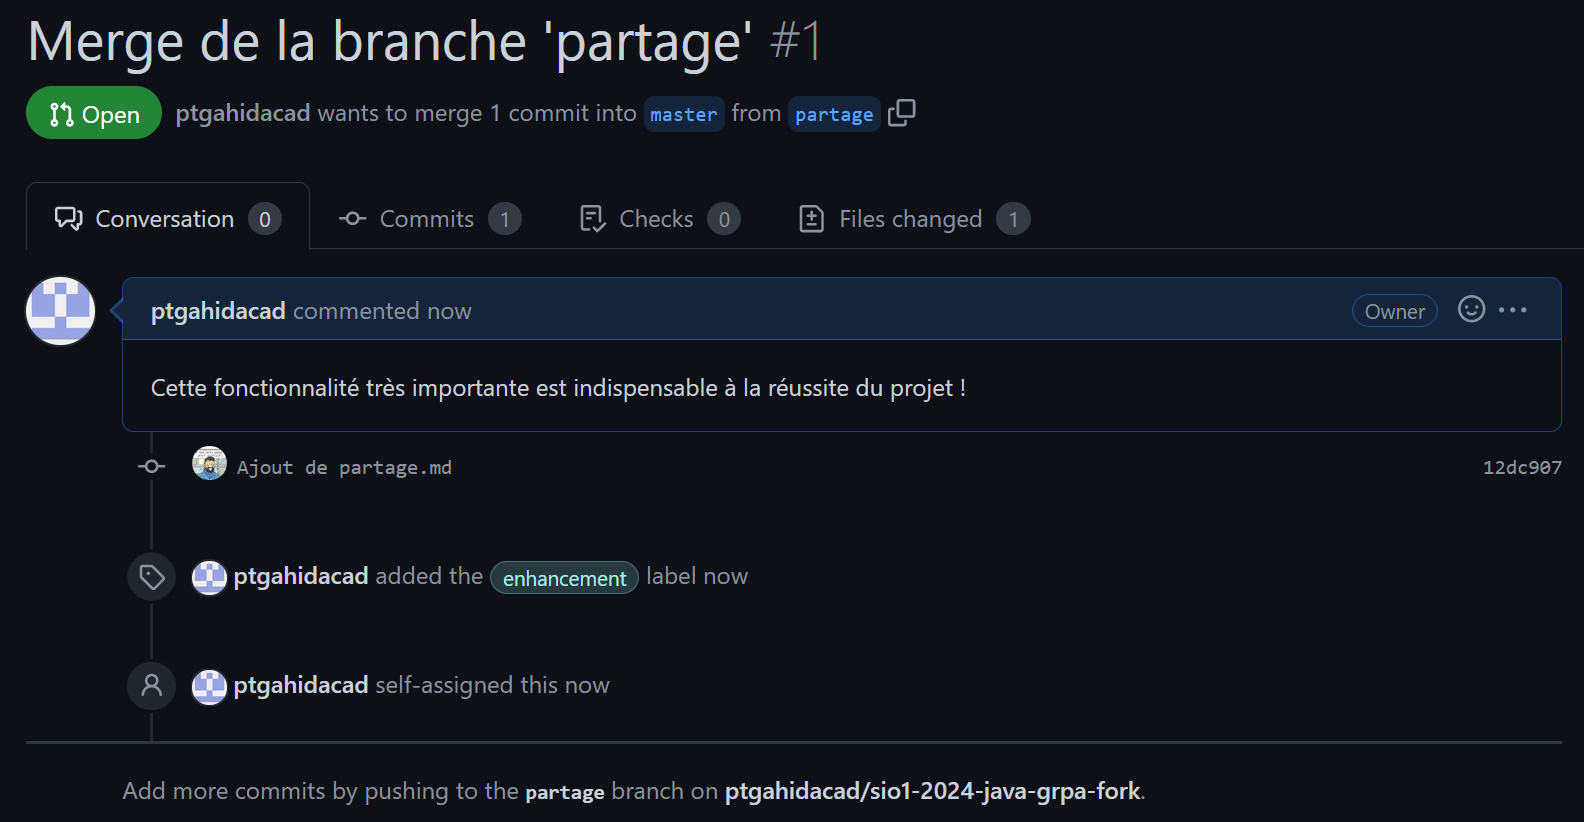 Merge de la branche 'partage' #1
Open ptgahidacad wants to merge 1 commit into master from partage
Conversation 0 Commits 1 Checks 0 Files changed 1
ptgahidacad commented now Owner
Cette fonctionnalité très importante est indispensable à la réussite du projet !
Ajout de partage.md 12dc907
ptgahidacad added the enhancement label now
ptgahidacad self-assigned this now
Add more commits by pushing to the partage branch on ptgahidacad/sio1-2024-java-grpa-fork.